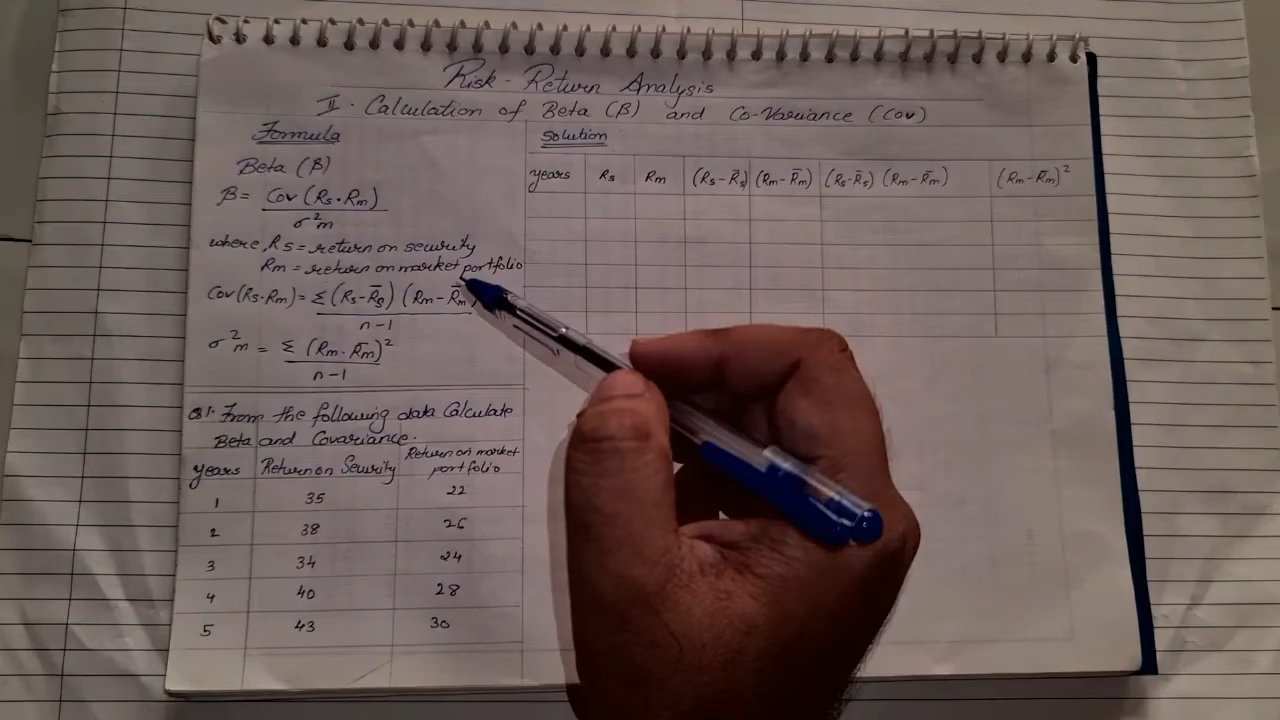 Risk-Return Analysis
II. Calculation of Beta (β) and Co-Variance (Cov)
Formula
Beta (β)
β = Cov (Rs·Rm)
σ²m
where, Rs = return on security
Rm = return on market portfolio
Cov(Rs·Rm) = Σ (Rs-R̄s) (Rm-R̄m
n-1
σ²m = Σ (Rm·R̄m)²
n-1
Q1. From the following data Calculate
Beta and Covariance.
years Return on Security Return on market portfolio
1 35 22
2 38 26
3 34 24
4 40 28
5 43 30
Solution
years Rs Rm (Rs-R̄s) (Rm-R̄m) (Rs-R̄s) (Rm-R̄m) (Rm-R̄m)²